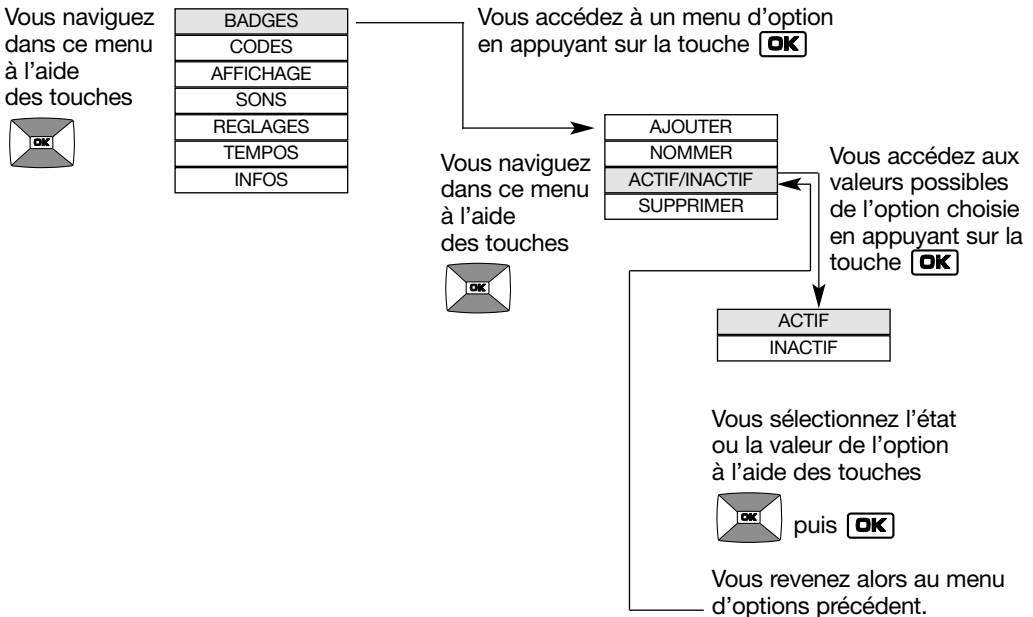 Vous naviguez
dans ce menu
à l'aide
des touches
OK
BADGES
CODES
AFFICHAGE
SONS
REGLAGES
TEMPOS
INFOS
Vous accédez à un menu d'option
en appuyant sur la touche OK
Vous naviguez
dans ce menu
à l'aide
des touches
OK
AJOUTER
NOMMER
ACTIF/INACTIF
SUPPRIMER
Vous accédez aux
valeurs possibles
de l'option choisie
en appuyant sur la
touche OK
ACTIF
INACTIF
Vous sélectionnez l'état
ou la valeur de l'option
à l'aide des touches
OK puis OK
Vous revenez alors au menu
d'options précédent.